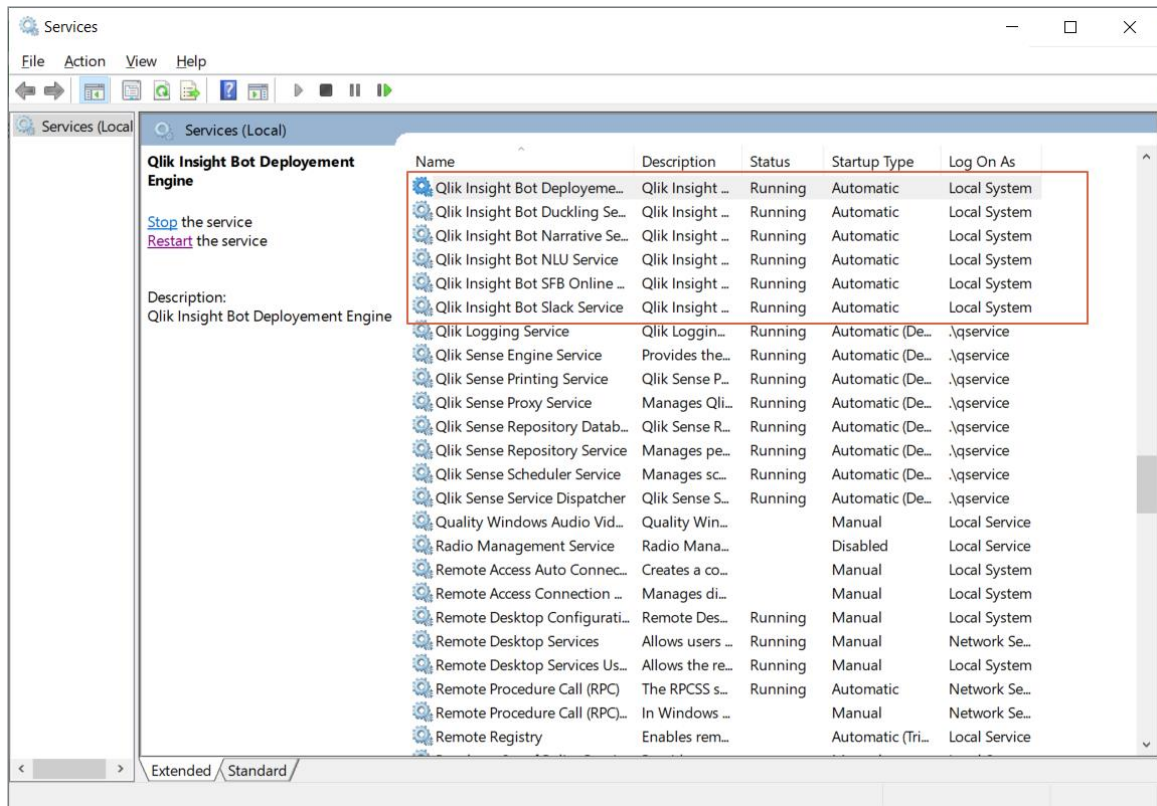 Services
File Action View Help
Services (Local
Services (Local)
Qlik Insight Bot Deployement
Engine
Stop the service
Restart the service
Description:
Qlik Insight Bot Deployement Engine
Name Description Status Startup Type Log On As
Qlik Insight Bot Deployeme... Qlik Insight ... Running Automatic Local System
Qlik Insight Bot Duckling Se... Qlik Insight ... Running Automatic Local System
Qlik Insight Bot Narrative Se... Qlik Insight ... Running Automatic Local System
Qlik Insight Bot NLU Service Qlik Insight ... Running Automatic Local System
Qlik Insight Bot SFB Online ... Qlik Insight ... Running Automatic Local System
Qlik Insight Bot Slack Service Qlik Insight ... Running Automatic Local System
Qlik Logging Service Qlik Loggin... Running Automatic (De... .\qservice
Qlik Sense Engine Service Provides the... Running Automatic (De... .\qservice
Qlik Sense Printing Service Qlik Sense P... Running Automatic (De... .\qservice
Qlik Sense Proxy Service Manages Qli... Running Automatic (De... .\qservice
Qlik Sense Repository Datab... Qlik Sense R... Running Automatic (De... .\qservice
Qlik Sense Repository Service Manages pe... Running Automatic (De... .\qservice
Qlik Sense Scheduler Service Manages sc... Running Automatic (De... .\qservice
Qlik Sense Service Dispatcher Qlik Sense S... Running Automatic (De... .\qservice
Quality Windows Audio Vid... Quality Win... Manual Local Service
Radio Management Service Radio Mana... Disabled Local Service
Remote Access Auto Connec... Creates a co... Manual Local System
Remote Access Connection ... Manages di... Manual Local System
Remote Desktop Configurati... Remote Des... Running Manual Local System
Remote Desktop Services Allows users ... Running Manual Network Se...
Remote Desktop Services Us... Allows the re... Running Manual Local System
Remote Procedure Call (RPC) The RPCSS s... Running Automatic Network Se...
Remote Procedure Call (RPC)... In Windows ... Manual Network Se...
Remote Registry Enables rem... Automatic (Tri... Local Service
Extended Standard